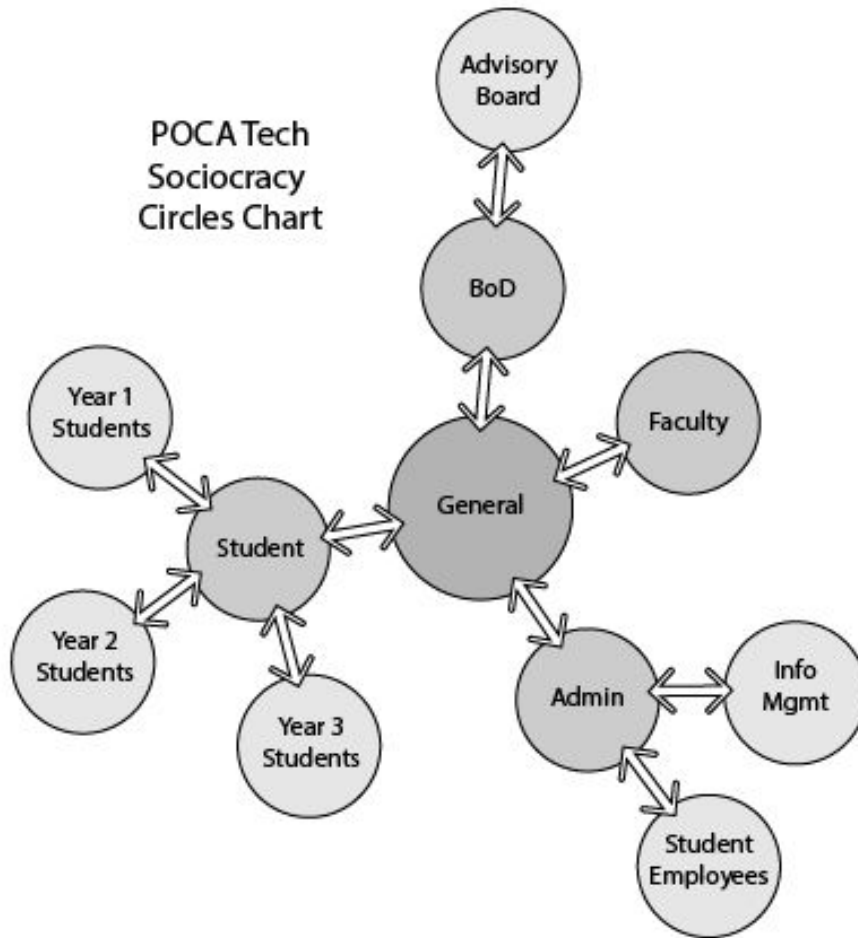 Advisory
Board
POCA Tech
Sociocracy
Circles Chart
BoD
Year 1
Students
Faculty
General
Student
Year 2
Students
Info
Mgmt
Admin
Year 3
Students
Student
Employees